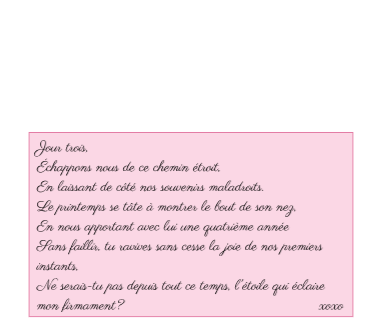 Jour trois,
Échappons nous de ce chemin étroit,
En laissant de côté nos souvenirs maladroits.
Le printemps se tâte à montrer le bout de son nez,
En nous apportant avec lui une quatrième année
Sans faillir, tu ravives sans cesse la joie de nos premiers
instants,
Ne serais-tu pas depuis tout ce temps, l'étoile qui éclaire
mon firmament? xoxo